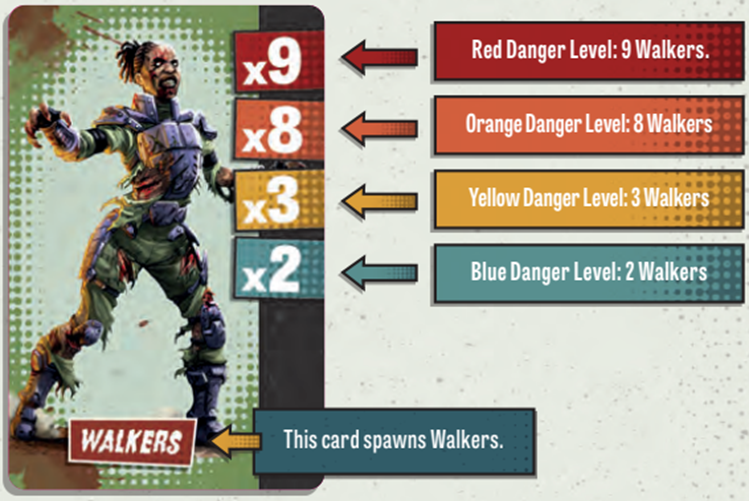 x9
Red Danger Level: 9 Walkers.
x8
Orange Danger Level: 8 Walkers
x3
Yellow Danger Level: 3 Walkers
x2
Blue Danger Level: 2 Walkers
WALKERS
This card spawns Walkers.